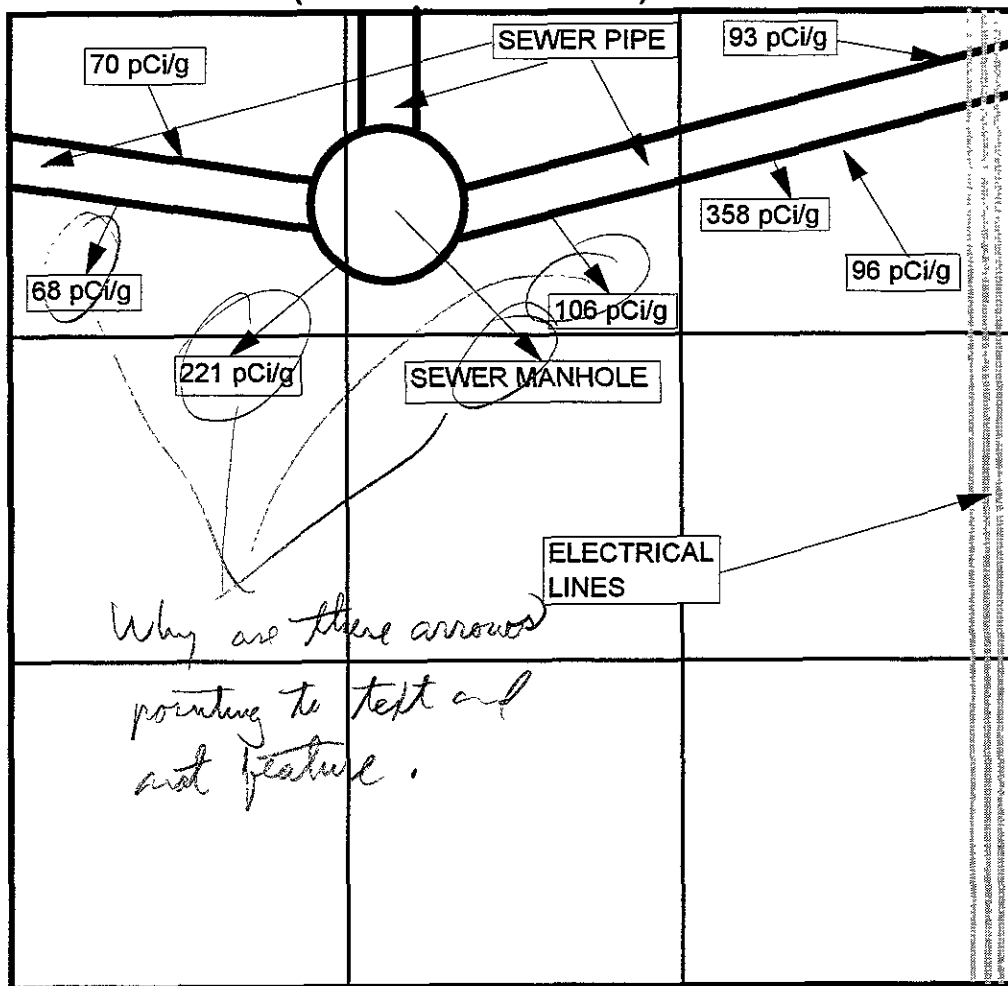 SEWER PIPE
93 pCi/g
70 pCi/g
358 pCi/g
96 pCi/g
68 pCi/g
106 pCi/g
221 pCi/g
SEWER MANHOLE
ELECTRICAL
LINES
Why are these arrows
pointing to text and
not feature.